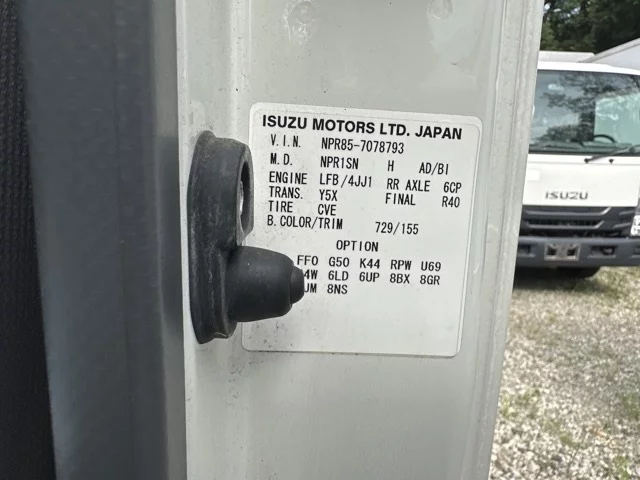 ISUZU MOTORS LTD. JAPAN
V.I.N. NPR85-7078793
M.D. NPR1SN H AD/BI
ENGINE LFB/4JJ1 RR AXLE 6CP
TRANS. Y5X FINAL R40
TIRE CVE
B.COLOR/TRIM 729/155
OPTION
FF0 G50 K44 RPW U69
6LD 6UP 8BX 8GR
8NS
ISUZU